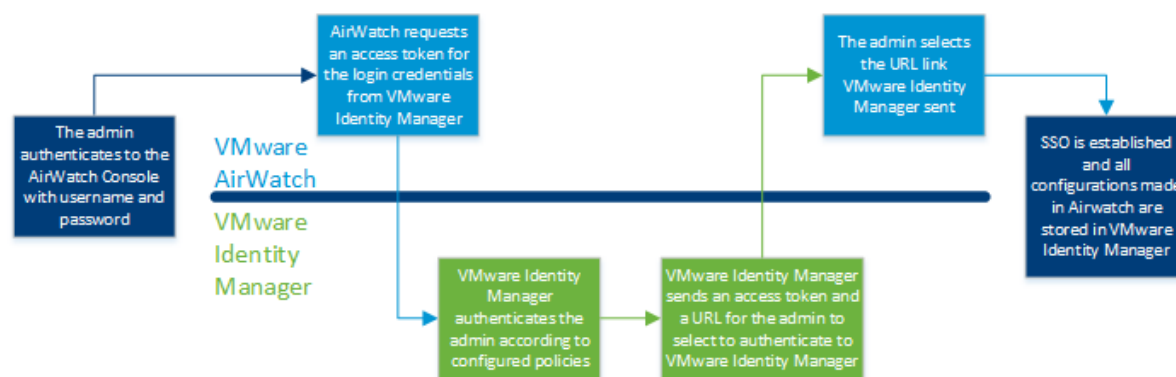 The admin
authenticates to the
AirWatch Console
with username and
password
AirWatch requests
an access token for
the login credentials
from VMware
Identity Manager
VMware
AirWatch
VMware
Identity
Manager
VMware Identity
Manager
authenticates the
admin according to
configured policies
VMware Identity Manager
sends an access token and
a URL for the admin to
select to authenticate to
VMware Identity Manager
The admin selects
the URL link
VMware Identity
Manager sent
SSO is established
and all
configurations made
in Airwatch are
stored in VMware
Identity Manager